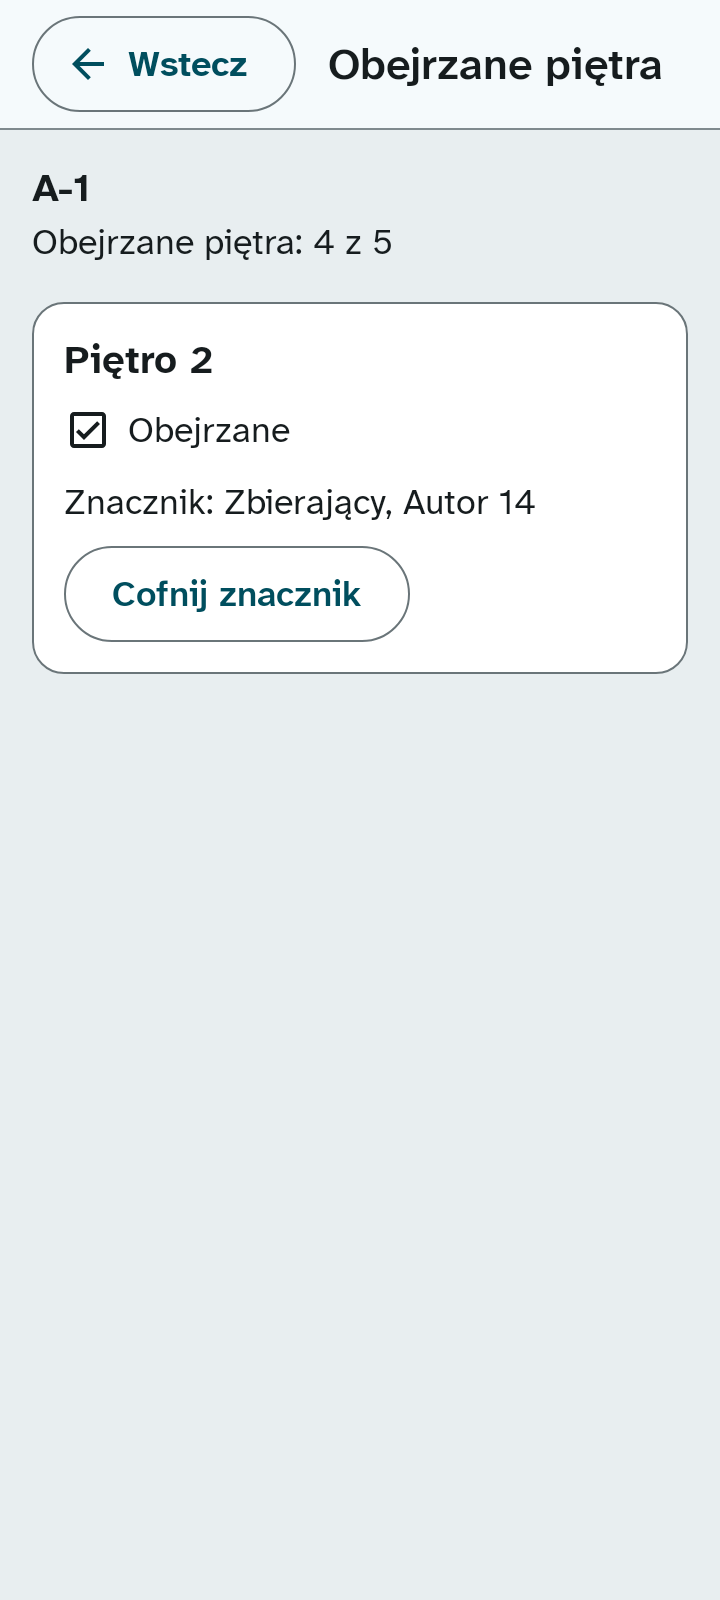 Wstecz
Obejrzane piętra
A-1
Obejrzane piętra: 4 z 5
Piętro 2
Obejrzane
Znacznik: Zbierający, Autor 14
Cofnij znacznik